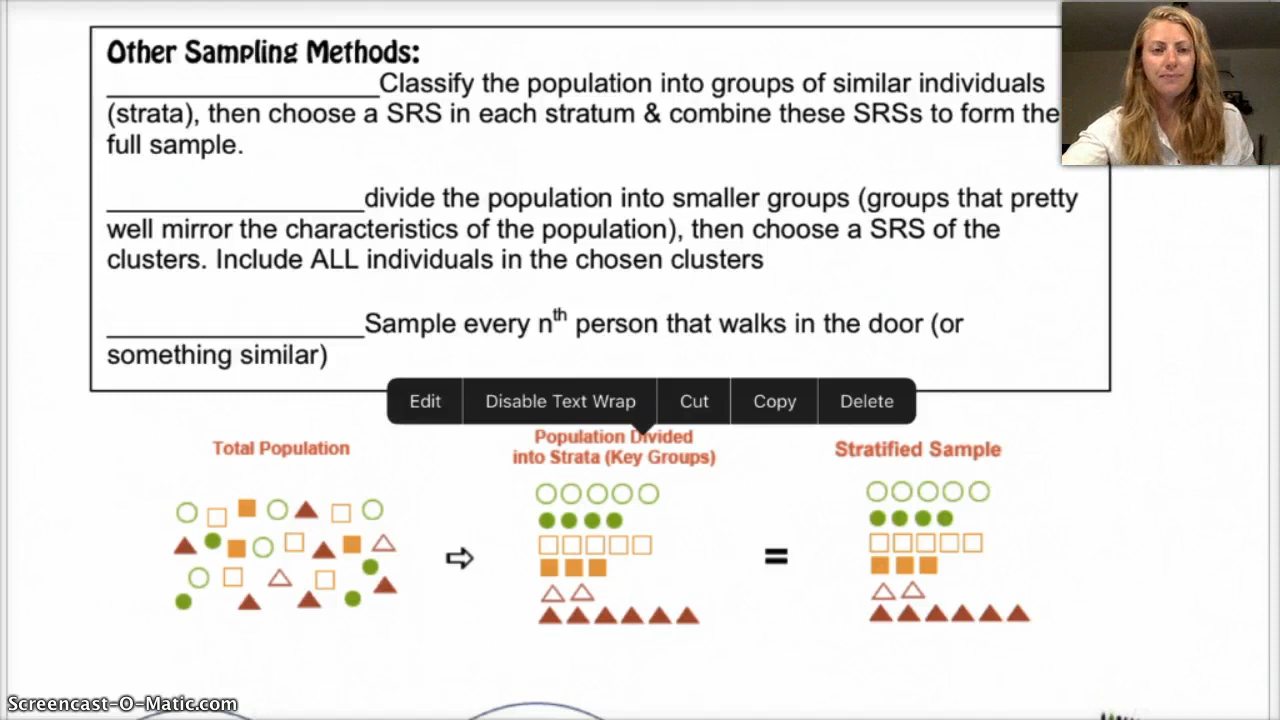 Other Sampling Methods:
___________________Classify the population into groups of similar individuals
(strata), then choose a SRS in each stratum & combine these SRSs to form the
full sample.
__________________divide the population into smaller groups (groups that pretty
well mirror the characteristics of the population), then choose a SRS of the
clusters. Include ALL individuals in the chosen clusters
__________________Sample every nth person that walks in the door (or
something similar)
Edit Disable Text Wrap Cut Copy Delete
Total Population
Population Divided
into Strata (Key Groups)
Stratified Sample
Screencast-O-Matic.com